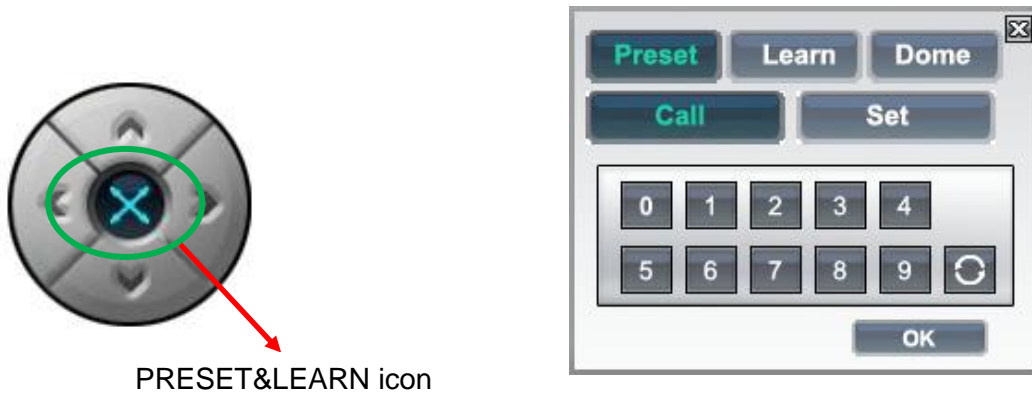 Preset Learn Dome
Call Set
0 1 2 3 4
5 6 7 8 9
OK
PRESET&LEARN icon